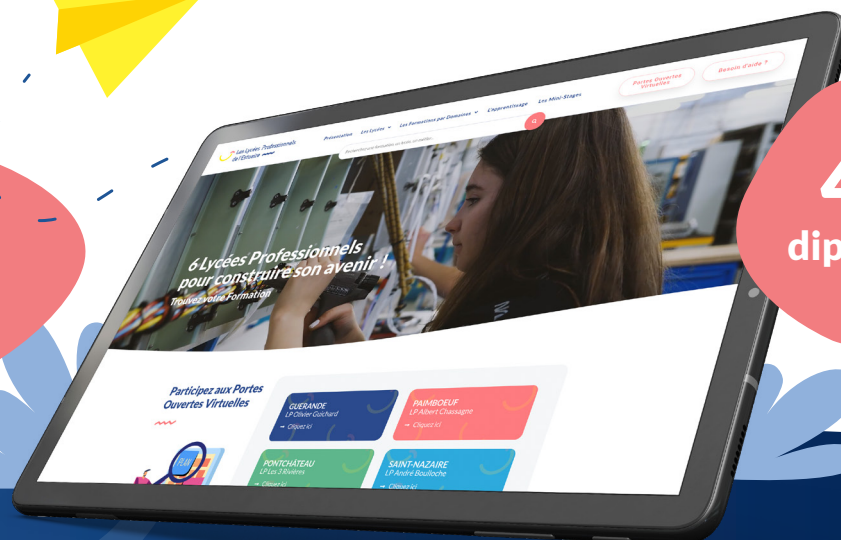 Les Lycées Professionnels
de l'Estuaire
Présentation
Les Lycées
Les Formations par Domaines
L'apprentissage
Les Mini-Stages
Portes Ouvertes
Virtuelles
Besoin d'aide ?
6 Lycées Professionnels
pour construire son avenir !
Trouvez votre Formation
Participez aux Portes
Ouvertes Virtuelles
PLAN
GUÉRANDE
LP Olivier Guichard
→ Cliquez ici
PAIMBOEUF
LP Albert Chassagne
→ Cliquez ici
PONTCHÂTEAU
LP Les 3 Rivières
→ Cliquez ici
SAINT-NAZAIRE
LP André Boulloche
→ Cliquez ici
dip